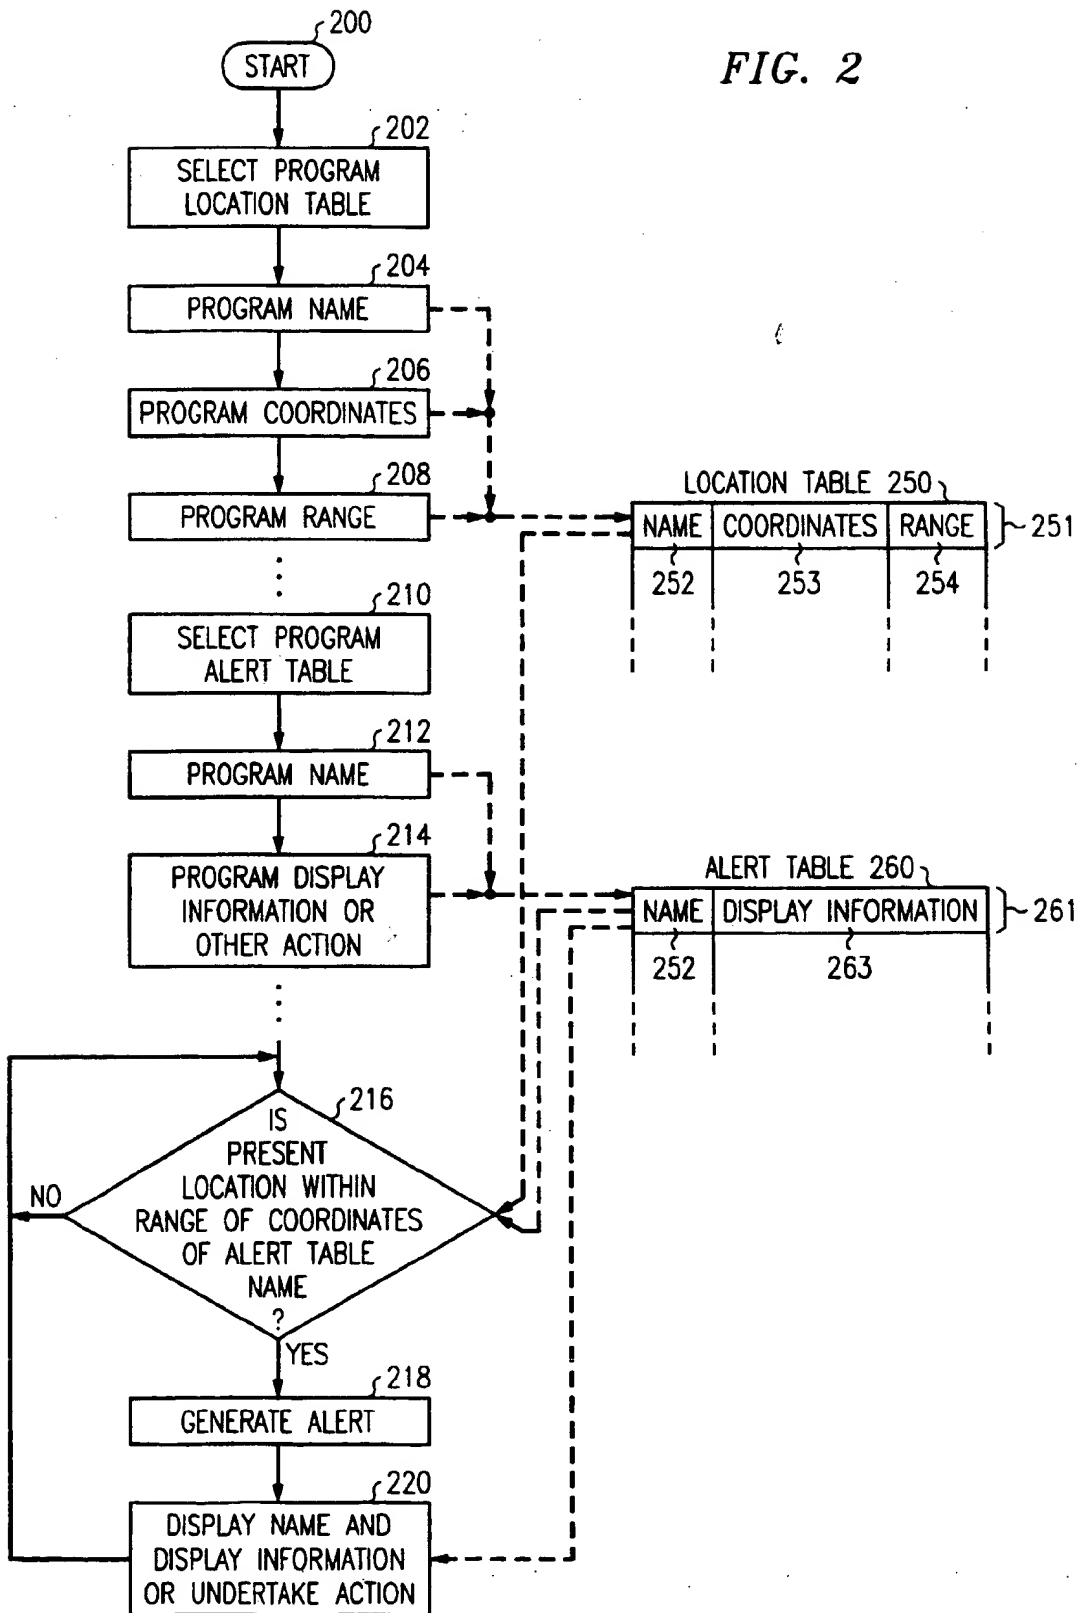 200
START
FIG. 2
202
SELECT PROGRAM
LOCATION TABLE
204
PROGRAM NAME
206
PROGRAM COORDINATES
208
PROGRAM RANGE
LOCATION TABLE 250
NAME COORDINATES RANGE 251
252 253 254
210
SELECT PROGRAM
ALERT TABLE
212
PROGRAM NAME
214
PROGRAM DISPLAY
INFORMATION OR
OTHER ACTION
ALERT TABLE 260
NAME DISPLAY INFORMATION 261
252 263
216
IS
PRESENT
LOCATION WITHIN
RANGE OF COORDINATES
OF ALERT TABLE
NAME
?
NO
YES
218
GENERATE ALERT
220
DISPLAY NAME AND
DISPLAY INFORMATION
OR UNDERTAKE ACTION